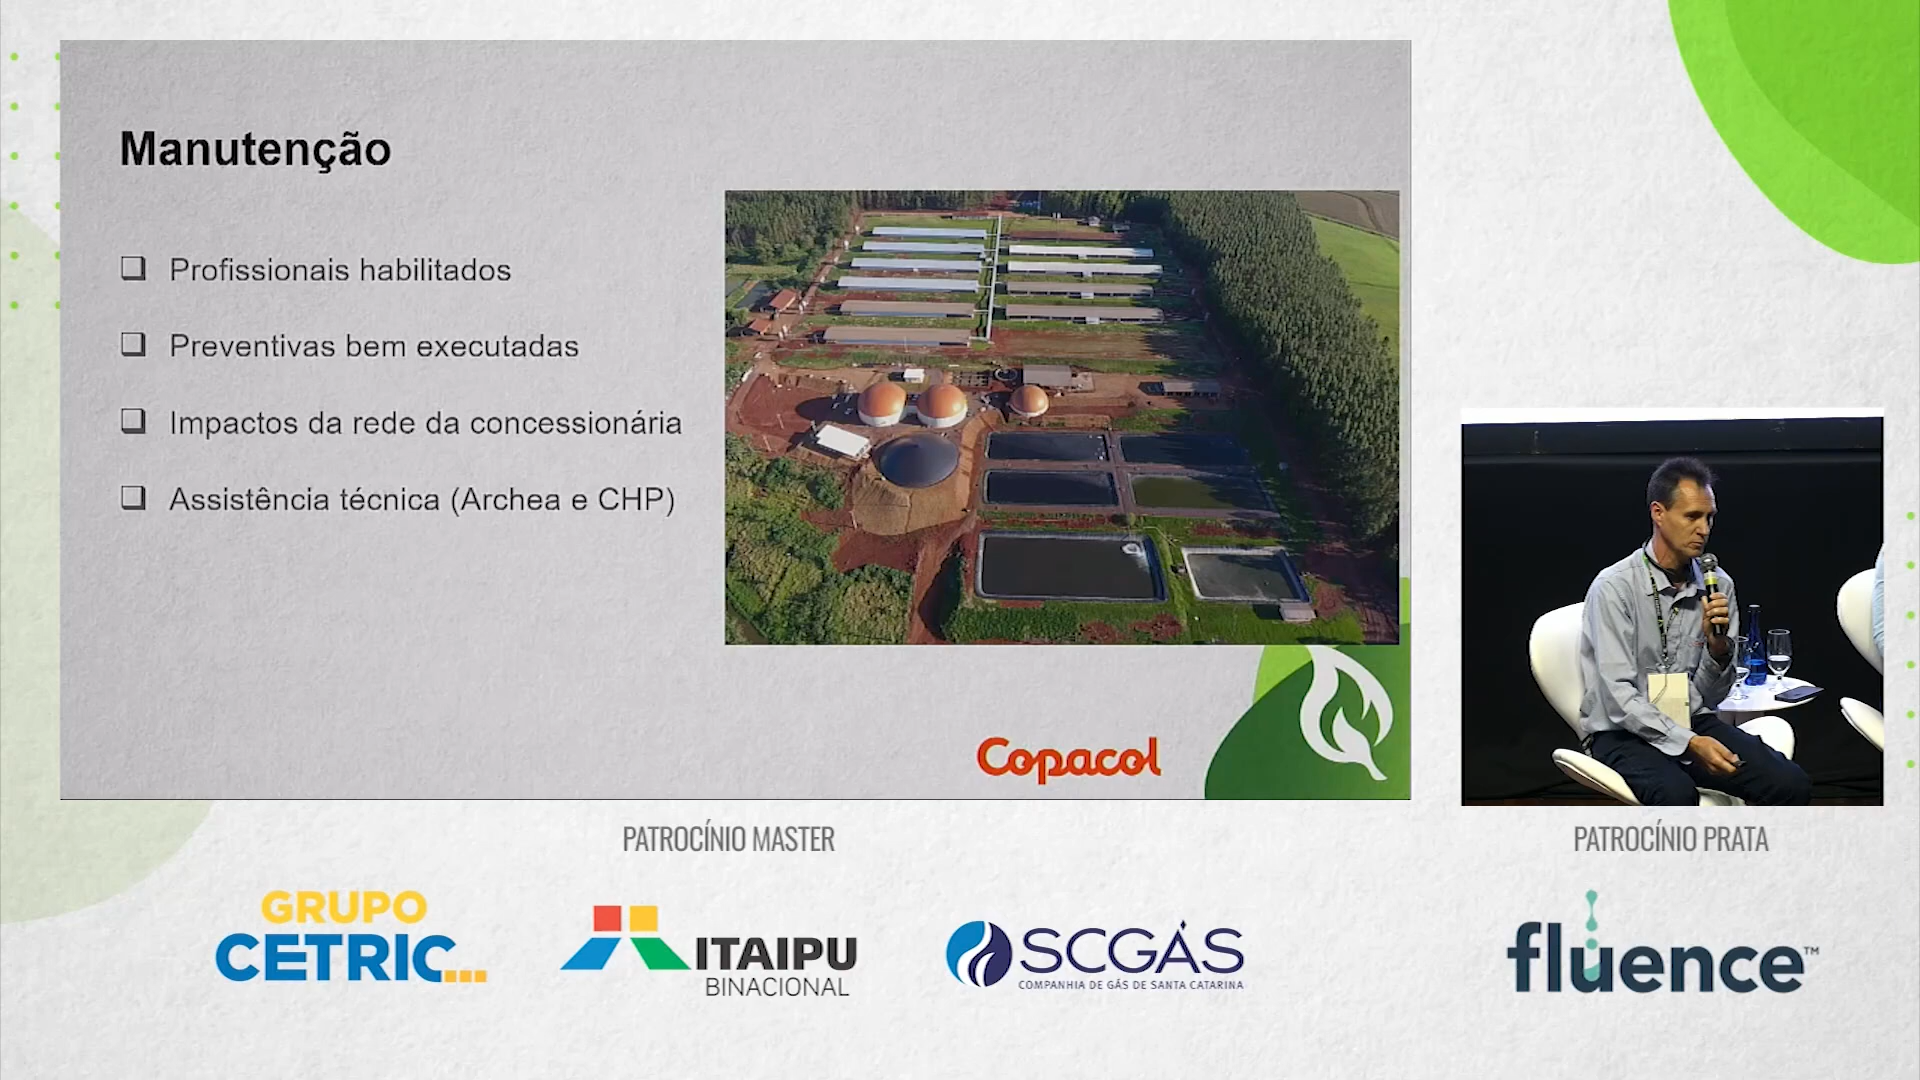 Manutenção
Profissionais habilitados
Preventivas bem executadas
Impactos da rede da concessionária
Assistência técnica (Archea e CHP)
Copacol
PATROCÍNIO MASTER
PATROCÍNIO PRATA
GRUPO
CETRIC...
ITAIPU
BINACIONAL
SCGÁS
COMPANHIA DE GÁS DE SANTA CATARINA
fluence™